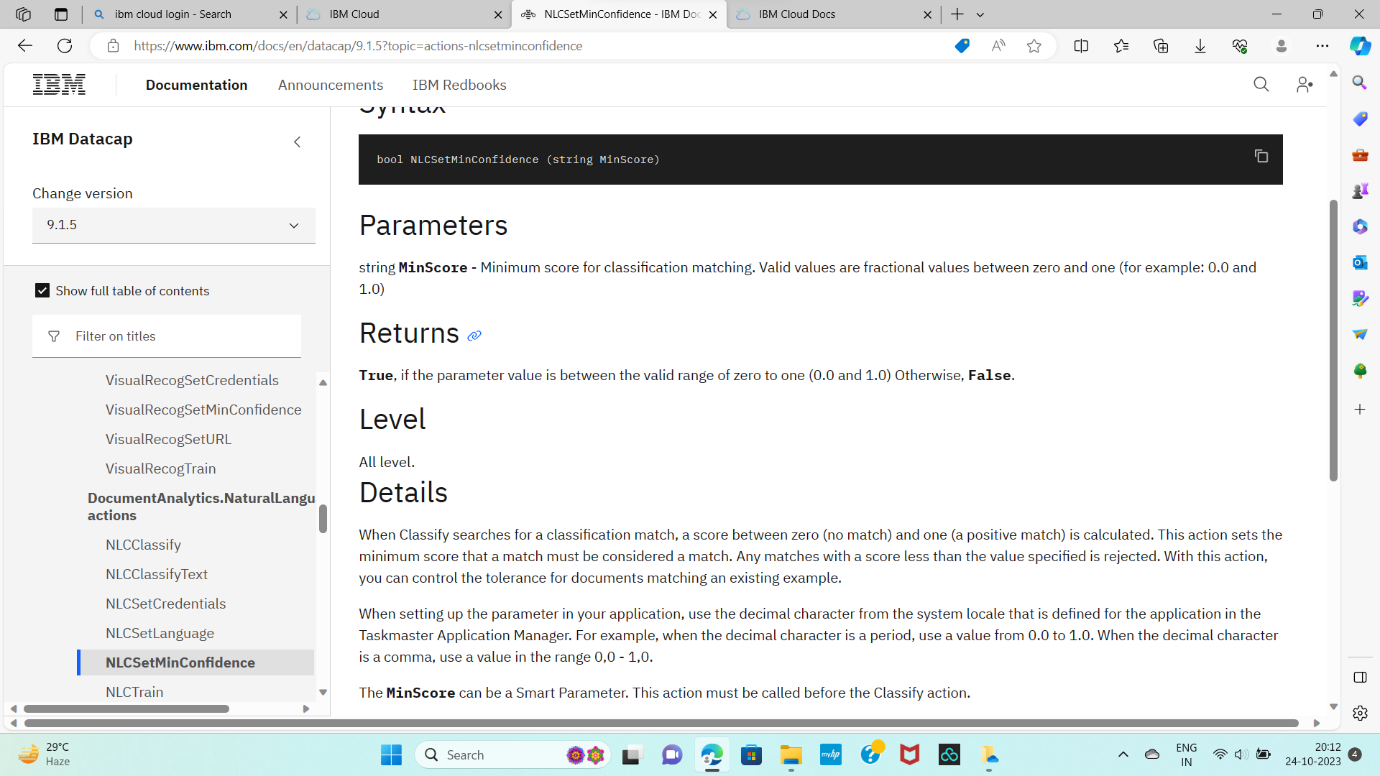 ibm cloud login - Search
IBM Cloud
NLCSetMinConfidence - IBM Doc
IBM Cloud Docs
https://www.ibm.com/docs/en/datacap/9.1.5?topic=actions-nlcsetminconfidence
IBM
Documentation
Announcements
IBM Redbooks
IBM Datacap
Change version
9.1.5
Show full table of contents
Filter on titles
VisualRecogSetCredentials
VisualRecogSetMinConfidence
VisualRecogSetURL
VisualRecogTrain
DocumentAnalytics.NaturalLangu
actions
NLCClassify
NLCClassifyText
NLCSetCredentials
NLCSetLanguage
NLCSetMinConfidence
NLCTrain
Syntax
bool NLCSetMinConfidence (string MinScore)
Parameters
string MinScore - Minimum score for classification matching. Valid values are fractional values between zero and one (for example: 0.0 and
1.0)
Returns
True, if the parameter value is between the valid range of zero to one (0.0 and 1.0) Otherwise, False.
Level
All level.
Details
When Classify searches for a classification match, a score between zero (no match) and one (a positive match) is calculated. This action sets the
minimum score that a match must be considered a match. Any matches with a score less than the value specified is rejected. With this action,
you can control the tolerance for documents matching an existing example.
When setting up the parameter in your application, use the decimal character from the system locale that is defined for the application in the
Taskmaster Application Manager. For example, when the decimal character is a period, use a value from 0.0 to 1.0. When the decimal character
is a comma, use a value in the range 0,0 - 1,0.
The MinScore can be a Smart Parameter. This action must be called before the Classify action.
29°C
Haze
Search
myhp
ENG
IN
20:12
24-10-2023
4